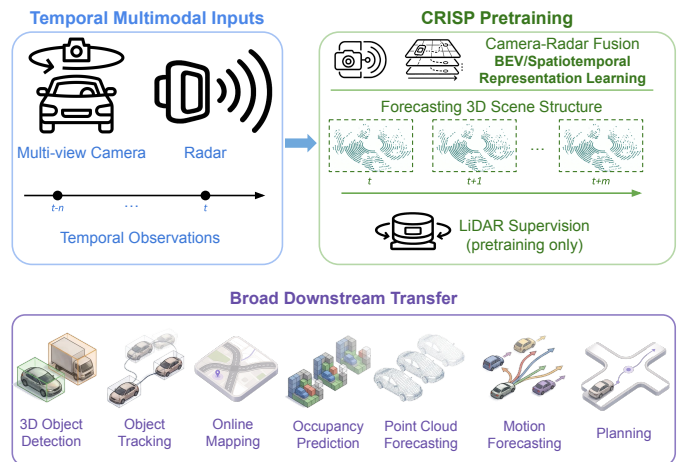 Temporal Multimodal Inputs
Multi-view Camera
Radar
t-n
...
t
Temporal Observations
CRISP Pretraining
Camera-Radar Fusion
BEV/Spatiotemporal
Representation Learning
Forecasting 3D Scene Structure
...
t
t+1
t+m
LiDAR Supervision
(pretraining only)
Broad Downstream Transfer
3D Object
Detection
Object
Tracking
Online
Mapping
Occupancy
Prediction
Point Cloud
Forecasting
Motion
Forecasting
Planning